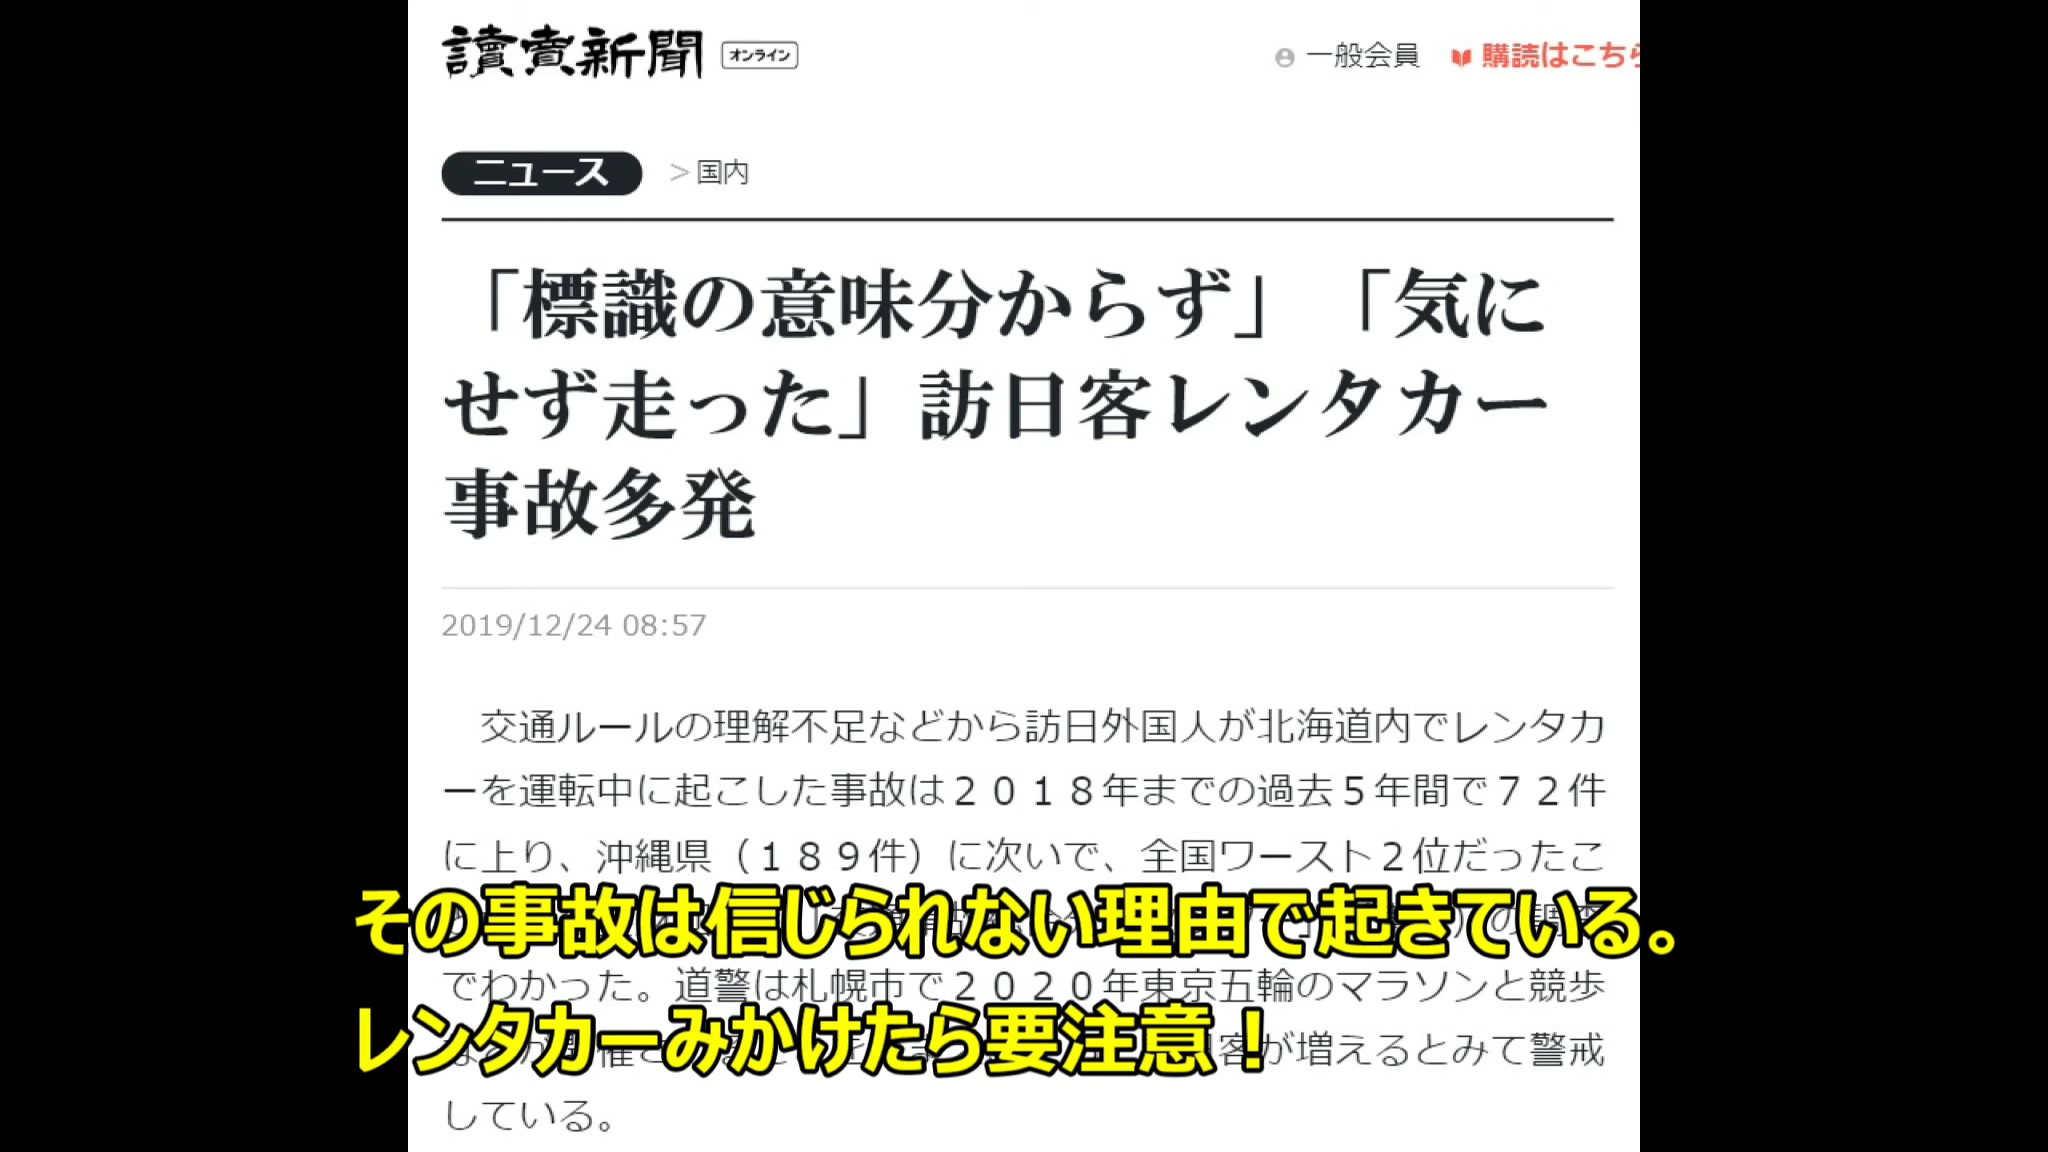 讀賣新聞 オンライン
一般会員 購読はこちら
ニュース > 国内
「標識の意味分からず」「気に
せず走った」訪日客レンタカー
事故多発
2019/12/24 08:57
交通ルールの理解不足などから訪日外国人が北海道内でレンタカ
ーを運転中に起こした事故は２０１８年までの過去５年間で７２件
に上り、沖縄県（１８９件）に次いで、全国ワースト２位だったこ
その事故は信じられない理由で起きている。
でわかった。道警は札幌市で２０２０年東京五輪のマラソンと競歩
レンタカーみかけたら要注意！
客が増えるとみて警戒
している。